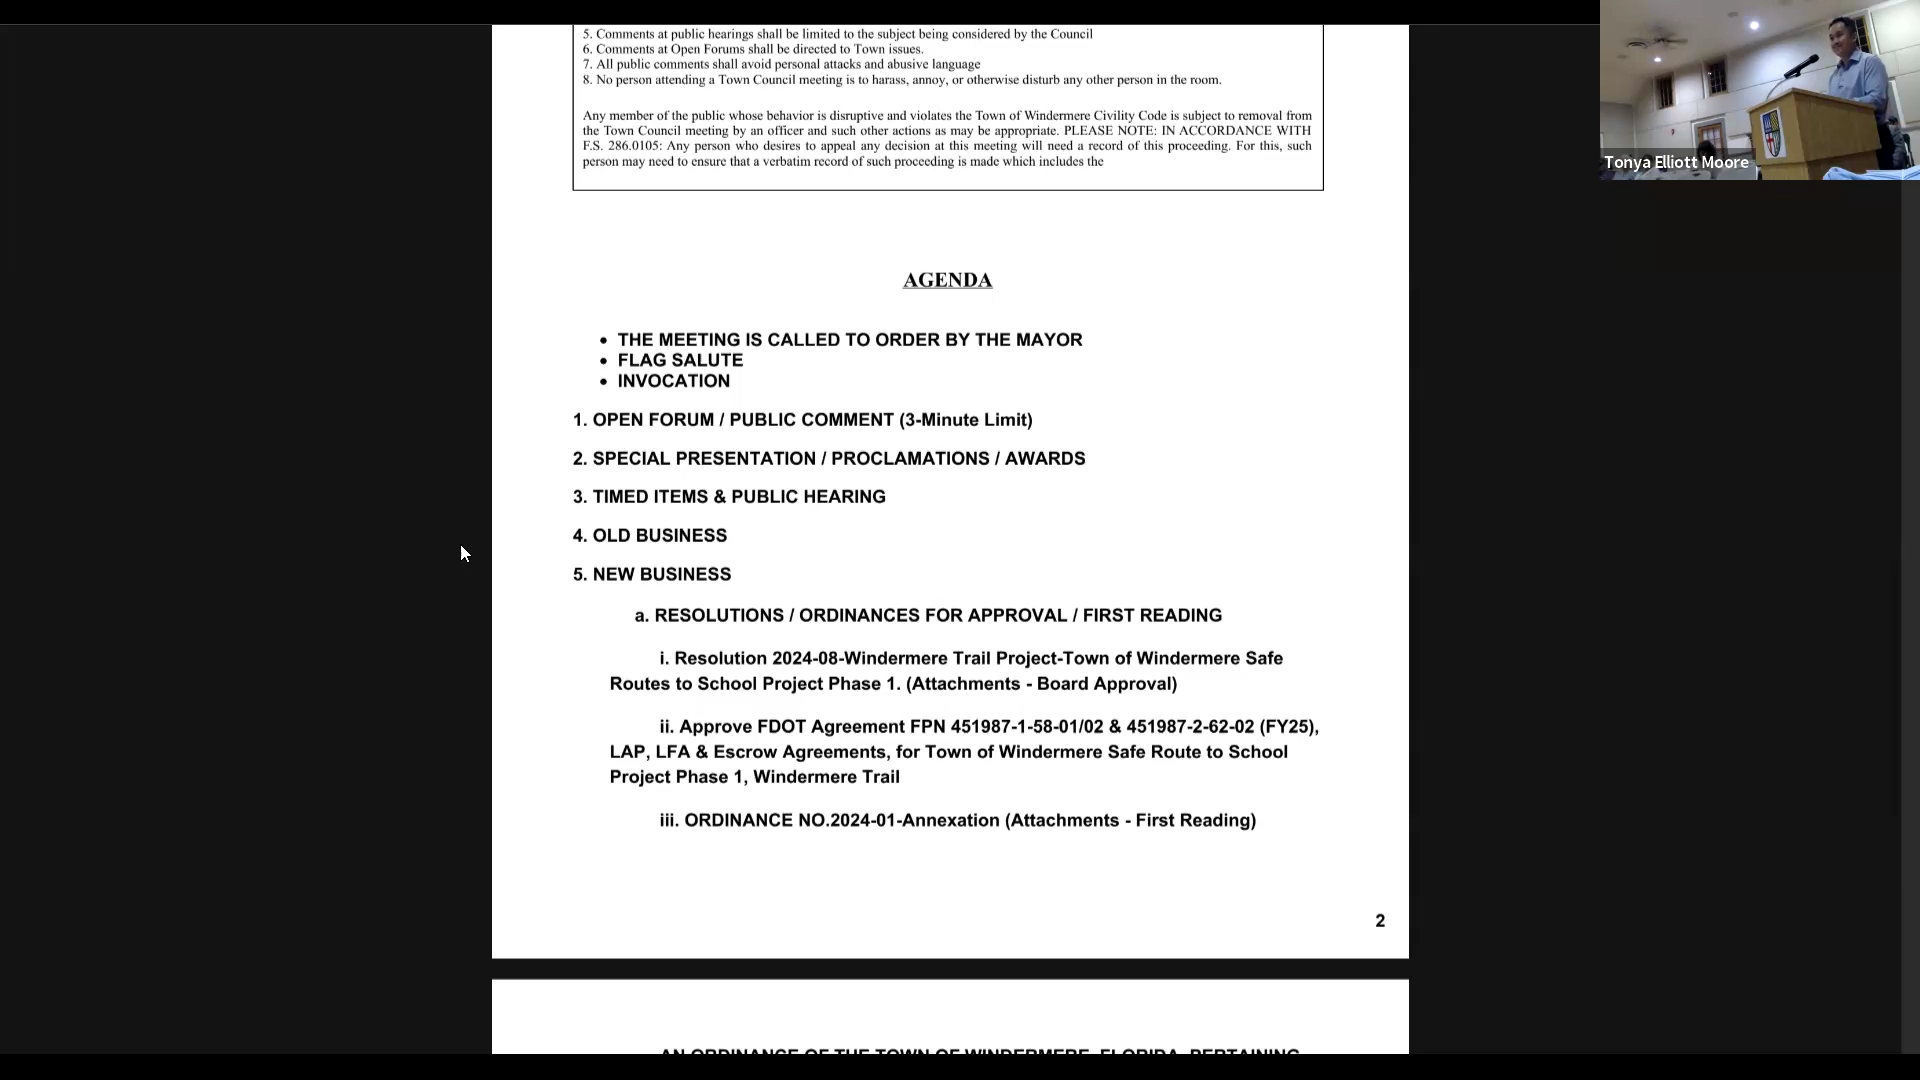 5. Comments at public hearings shall be limited to the subject being considered by the Council
6. Comments at Open Forums shall be directed to Town issues.
7. All public comments shall avoid personal attacks and abusive language
8. No person attending a Town Council meeting is to harass, annoy, or otherwise disturb any other person in the room.
Any member of the public whose behavior is disruptive and violates the Town of Windermere Civility Code is subject to removal from
the Town Council meeting by an officer and such other actions as may be appropriate. PLEASE NOTE: IN ACCORDANCE WITH
F.S. 286.0105: Any person who desires to appeal any decision at this meeting will need a record of this proceeding. For this, such
person may need to ensure that a verbatim record of such proceeding is made which includes the
Tonya Elliott Moore
AGENDA
• THE MEETING IS CALLED TO ORDER BY THE MAYOR
• FLAG SALUTE
• INVOCATION
1. OPEN FORUM / PUBLIC COMMENT (3-Minute Limit)
2. SPECIAL PRESENTATION / PROCLAMATIONS / AWARDS
3. TIMED ITEMS & PUBLIC HEARING
4. OLD BUSINESS
5. NEW BUSINESS
a. RESOLUTIONS / ORDINANCES FOR APPROVAL / FIRST READING
i. Resolution 2024-08-Windermere Trail Project-Town of Windermere Safe
Routes to School Project Phase 1. (Attachments - Board Approval)
ii. Approve FDOT Agreement FPN 451987-1-58-01/02 & 451987-2-62-02 (FY25),
LAP, LFA & Escrow Agreements, for Town of Windermere Safe Route to School
Project Phase 1, Windermere Trail
iii. ORDINANCE NO.2024-01-Annexation (Attachments - First Reading)
2
AN ORDINANCE OF THE TOWN OF WINDERMERE, FLORIDA, PERTAINING